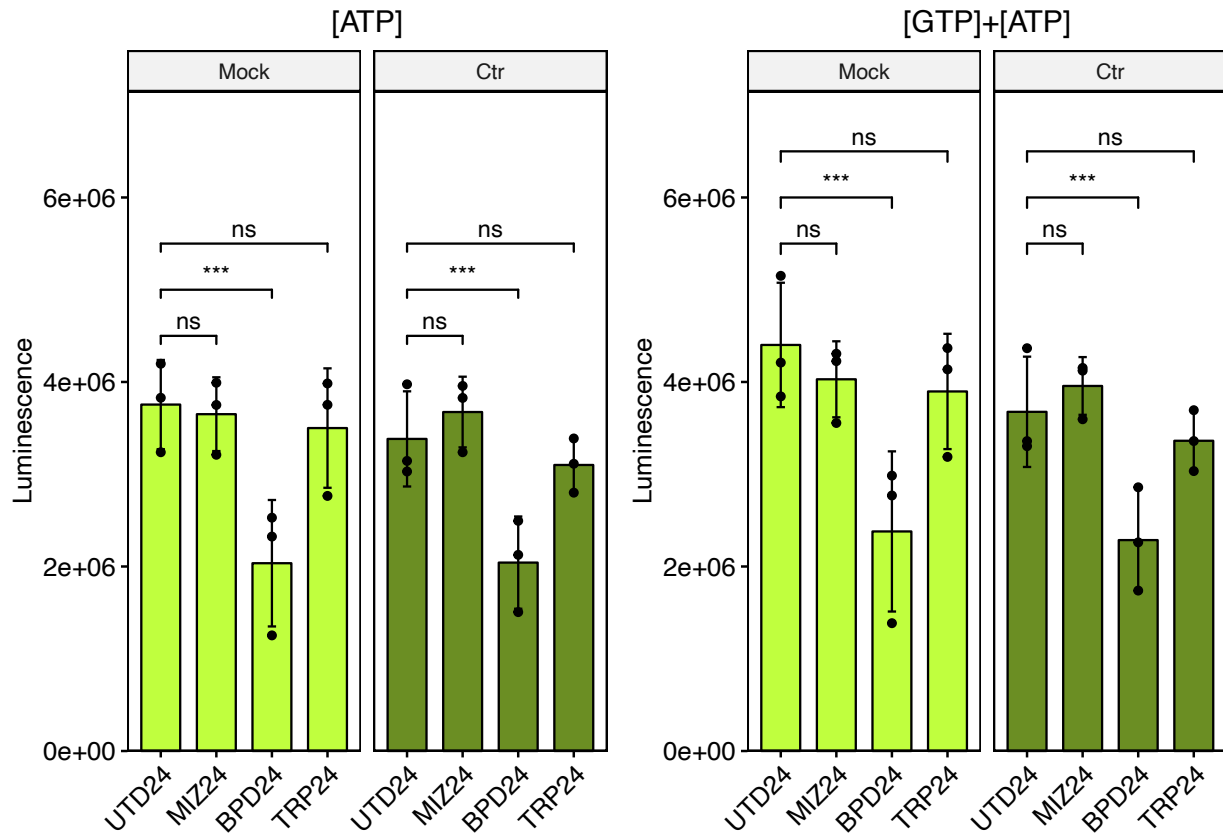 [ATP]
Mock
Ctr
Luminescence
6e+06
4e+06
2e+06
0e+00
ns
***
ns
ns
***
ns
UTD24
MIZ24
BPD24
TRP24
UTD24
MIZ24
BPD24
TRP24
[GTP]+[ATP]
Mock
Ctr
Luminescence
6e+06
4e+06
2e+06
0e+00
ns
***
ns
ns
***
ns
UTD24
MIZ24
BPD24
TRP24
UTD24
MIZ24
BPD24
TRP24